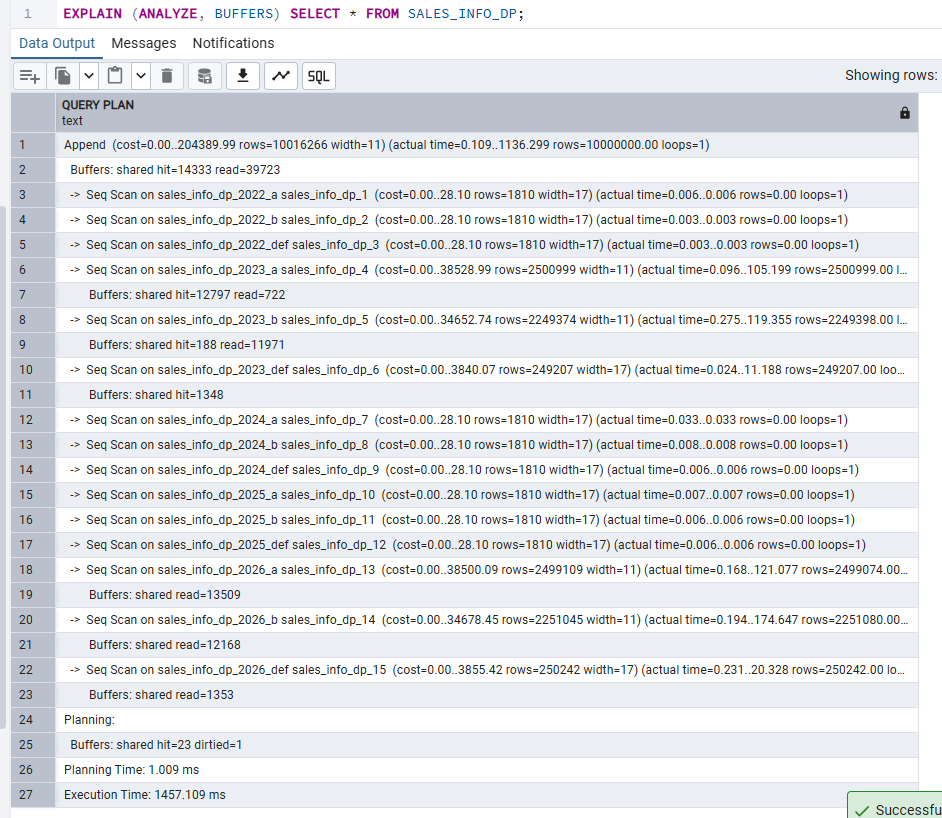 1 EXPLAIN (ANALYZE, BUFFERS) SELECT * FROM SALES_INFO_DP;
Data Output Messages Notifications
SQL Showing rows:
QUERY PLAN
text
1 Append (cost=0.00..204389.99 rows=10016266 width=11) (actual time=0.109..1136.299 rows=10000000.00 loops=1)
2 Buffers: shared hit=14333 read=39723
3 -> Seq Scan on sales_info_dp_2022_a sales_info_dp_1 (cost=0.00..28.10 rows=1810 width=17) (actual time=0.006..0.006 rows=0.00 loops=1)
4 -> Seq Scan on sales_info_dp_2022_b sales_info_dp_2 (cost=0.00..28.10 rows=1810 width=17) (actual time=0.003..0.003 rows=0.00 loops=1)
5 -> Seq Scan on sales_info_dp_2022_def sales_info_dp_3 (cost=0.00..28.10 rows=1810 width=17) (actual time=0.003..0.003 rows=0.00 loops=1)
6 -> Seq Scan on sales_info_dp_2023_a sales_info_dp_4 (cost=0.00..38528.99 rows=2500999 width=11) (actual time=0.096..105.199 rows=2500999.00 l...
7 Buffers: shared hit=12797 read=722
8 -> Seq Scan on sales_info_dp_2023_b sales_info_dp_5 (cost=0.00..34652.74 rows=2249374 width=11) (actual time=0.275..119.355 rows=2249398.00 l...
9 Buffers: shared hit=188 read=11971
10 -> Seq Scan on sales_info_dp_2023_def sales_info_dp_6 (cost=0.00..3840.07 rows=249207 width=17) (actual time=0.024..11.188 rows=249207.00 loo...
11 Buffers: shared hit=1348
12 -> Seq Scan on sales_info_dp_2024_a sales_info_dp_7 (cost=0.00..28.10 rows=1810 width=17) (actual time=0.033..0.033 rows=0.00 loops=1)
13 -> Seq Scan on sales_info_dp_2024_b sales_info_dp_8 (cost=0.00..28.10 rows=1810 width=17) (actual time=0.008..0.008 rows=0.00 loops=1)
14 -> Seq Scan on sales_info_dp_2024_def sales_info_dp_9 (cost=0.00..28.10 rows=1810 width=17) (actual time=0.006..0.006 rows=0.00 loops=1)
15 -> Seq Scan on sales_info_dp_2025_a sales_info_dp_10 (cost=0.00..28.10 rows=1810 width=17) (actual time=0.007..0.007 rows=0.00 loops=1)
16 -> Seq Scan on sales_info_dp_2025_b sales_info_dp_11 (cost=0.00..28.10 rows=1810 width=17) (actual time=0.006..0.006 rows=0.00 loops=1)
17 -> Seq Scan on sales_info_dp_2025_def sales_info_dp_12 (cost=0.00..28.10 rows=1810 width=17) (actual time=0.006..0.006 rows=0.00 loops=1)
18 -> Seq Scan on sales_info_dp_2026_a sales_info_dp_13 (cost=0.00..38500.09 rows=2499109 width=11) (actual time=0.168..121.077 rows=2499074.00...
19 Buffers: shared read=13509
20 -> Seq Scan on sales_info_dp_2026_b sales_info_dp_14 (cost=0.00..34678.45 rows=2251045 width=11) (actual time=0.194..174.647 rows=2251080.00...
21 Buffers: shared read=12168
22 -> Seq Scan on sales_info_dp_2026_def sales_info_dp_15 (cost=0.00..3855.42 rows=250242 width=17) (actual time=0.231..20.328 rows=250242.00 lo...
23 Buffers: shared read=1353
24 Planning:
25 Buffers: shared hit=23 dirtied=1
26 Planning Time: 1.009 ms
27 Execution Time: 1457.109 ms
Successfu